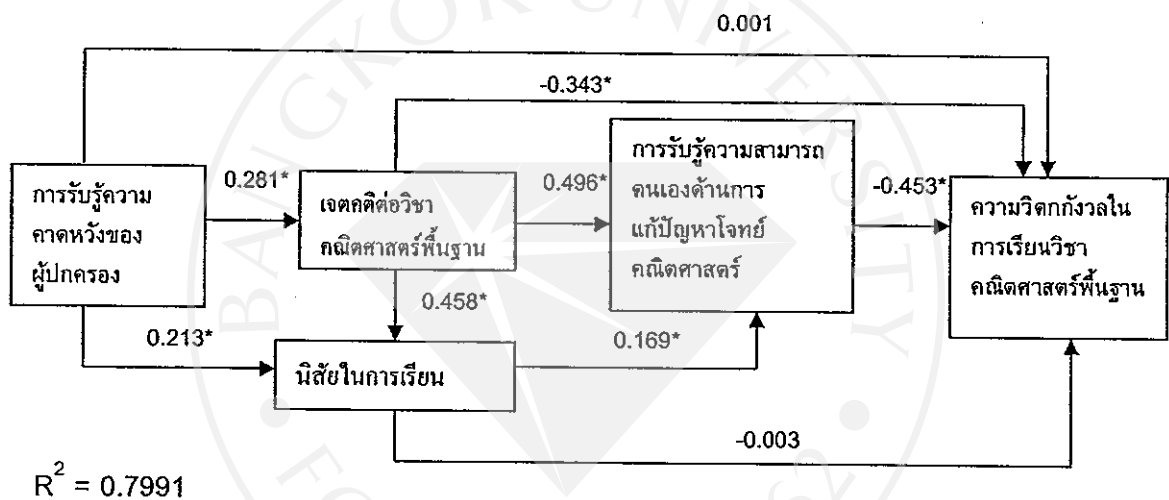 0.001
-0.343*
การรับรู้ความ
คาดหวังของ
ผู้ปกครอง
0.281*
เจตคติต่อวิชา
คณิตศาสตร์พื้นฐาน
0.496*
การรับรู้ความสามารถ
ตนเองด้านการ
แก้ปัญหาโจทย์
คณิตศาสตร์
-0.453*
ความวิตกกังวลใน
การเรียนวิชา
คณิตศาสตร์พื้นฐาน
0.458*
0.213*
นิสัยในการเรียน
0.169*
-0.003
R² = 0.7991
BANGKOK UNIVERSITY